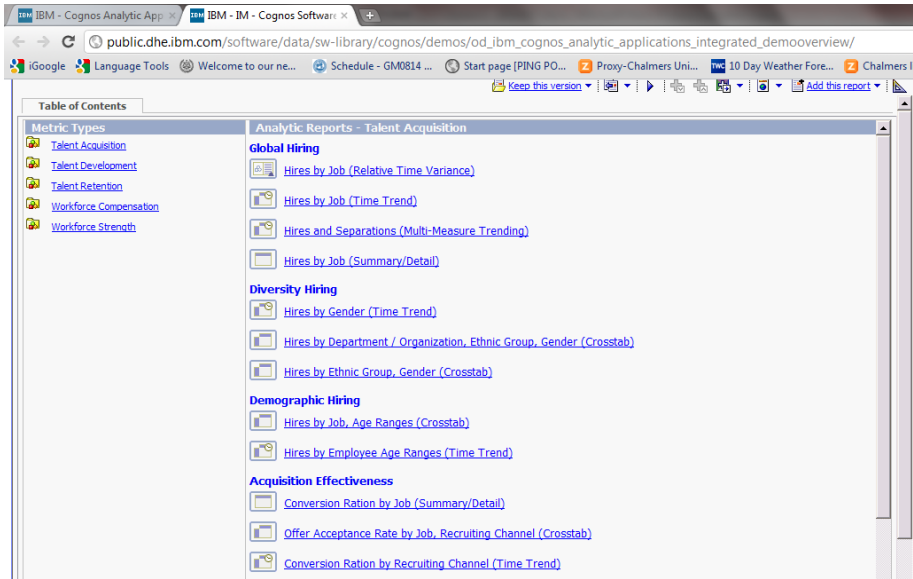 IBM - Cognos Analytic App
IBM - IM - Cognos Software
public.dhe.ibm.com/software/data/sw-library/cognos/demos/od_ibm_cognos_analytic_applications_integrated_demooverview/
iGoogle Language Tools Welcome to our ne... Schedule - GM0814 ... Start page [PING PO... Proxy-Chalmers Uni... 10 Day Weather Fore... Chalmers l
Keep this version Add this report
Table of Contents
Metric Types
Talent Acquisition
Talent Development
Talent Retention
Workforce Compensation
Workforce Strength
Analytic Reports - Talent Acquisition
Global Hiring
Hires by Job (Relative Time Variance)
Hires by Job (Time Trend)
Hires and Separations (Multi-Measure Trending)
Hires by Job (Summary/Detail)
Diversity Hiring
Hires by Gender (Time Trend)
Hires by Department / Organization, Ethnic Group, Gender (Crosstab)
Hires by Ethnic Group, Gender (Crosstab)
Demographic Hiring
Hires by Job, Age Ranges (Crosstab)
Hires by Employee Age Ranges (Time Trend)
Acquisition Effectiveness
Conversion Ration by Job (Summary/Detail)
Offer Acceptance Rate by Job, Recruiting Channel (Crosstab)
Conversion Ration by Recruiting Channel (Time Trend)